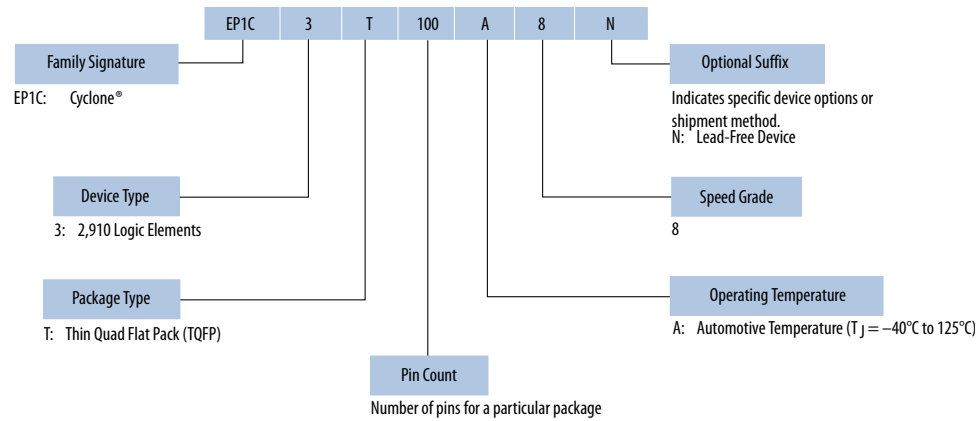 EP1C 3 T 100 A 8 N
Family Signature
EP1C: Cyclone®
Optional Suffix
Indicates specific device options or
shipment method.
N: Lead-Free Device
Device Type
3: 2,910 Logic Elements
Speed Grade
8
Package Type
T: Thin Quad Flat Pack (TQFP)
Operating Temperature
A: Automotive Temperature (T J = −40°C to 125°C)
Pin Count
Number of pins for a particular package